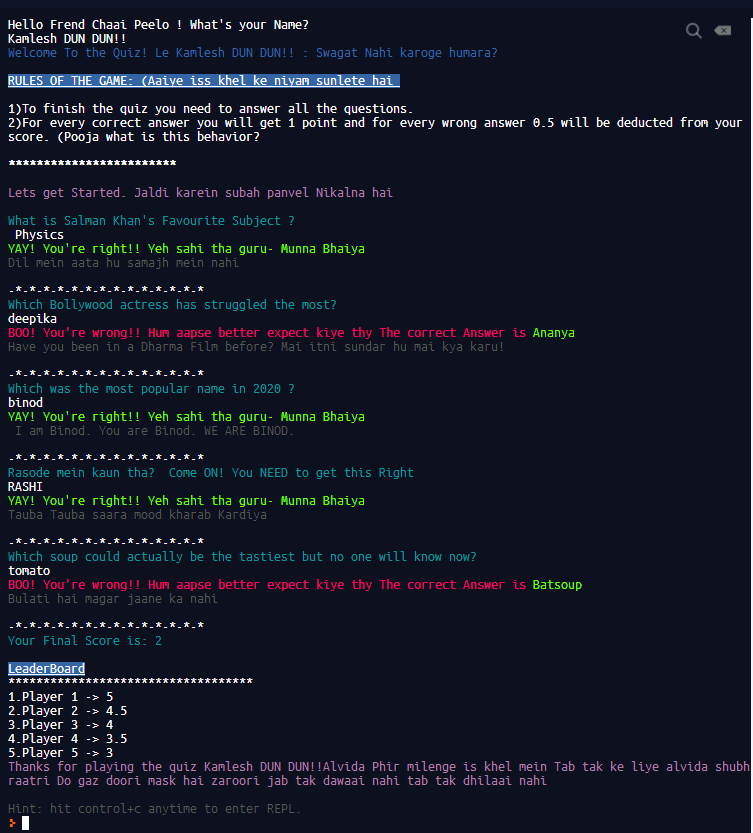 Hello Frend Chaai Peelo ! What's your Name?
Kamlesh DUN DUN!!
Welcome To the Quiz! Le Kamlesh DUN DUN!! : Swagat Nahi karoge humara?
RULES OF THE GAME: (Aaiye iss khel ke niyam sunlete hai
1)To finish the quiz you need to answer all the questions.
2)For every correct answer you will get 1 point and for every wrong answer 0.5 will be deducted from your
score. (Pooja what is this behavior?
************************
Lets get Started. Jaldi karein subah panvel Nikalna hai
What is Salman Khan's Favourite Subject ?
Physics
YAY! You're right!! Yeh sahi tha guru- Munna Bhaiya
Dil mein aata hu samajh mein nahi
-*-*-*-*-*-*-*-*-*-*-*-*-*-*
Which Bollywood actress has struggled the most?
deepika
BOO! You're wrong!! Hum aapse better expect kiye thy The correct Answer is Ananya
Have you been in a Dharma Film before? Mai itni sundar hu mai kya karu!
-*-*-*-*-*-*-*-*-*-*-*-*-*-*
Which was the most popular name in 2020 ?
binod
YAY! You're right!! Yeh sahi tha guru- Munna Bhaiya
I am Binod. You are Binod. WE ARE BINOD.
-*-*-*-*-*-*-*-*-*-*-*-*-*-*
Rasode mein kaun tha?  Come ON! You NEED to get this Right
RASHI
YAY! You're right!! Yeh sahi tha guru- Munna Bhaiya
Tauba Tauba saara mood kharab Kardiya
-*-*-*-*-*-*-*-*-*-*-*-*-*-*
Which soup could actually be the tastiest but no one will know now?
tomato
BOO! You're wrong!! Hum aapse better expect kiye thy The correct Answer is Batsoup
Bulati hai magar jaane ka nahi
-*-*-*-*-*-*-*-*-*-*-*-*-*-*
Your Final Score is: 2
LeaderBoard
***********************************
1.Player 1 -> 5
2.Player 2 -> 4.5
3.Player 3 -> 4
4.Player 4 -> 3.5
5.Player 5 -> 3
Thanks for playing the quiz Kamlesh DUN DUN!!Alvida Phir milenge is khel mein Tab tak ke liye alvida shubh
raatri Do gaz doori mask hai zaroori jab tak dawaai nahi tab tak dhilaai nahi
Hint: hit control+c anytime to enter REPL.
>